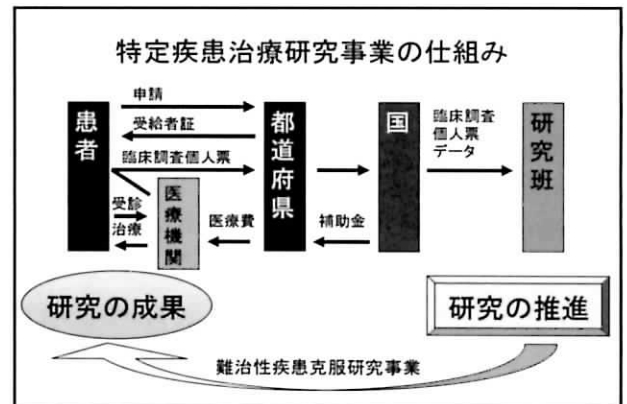 特定疾患治療研究事業の仕組み
患者
申請
受給者証
臨床調査個人票
受診
治療
医療機関
医療費
都道府県
補助金
国
臨床調査
個人票
データ
研究班
研究の成果
研究の推進
難治性疾患克服研究事業